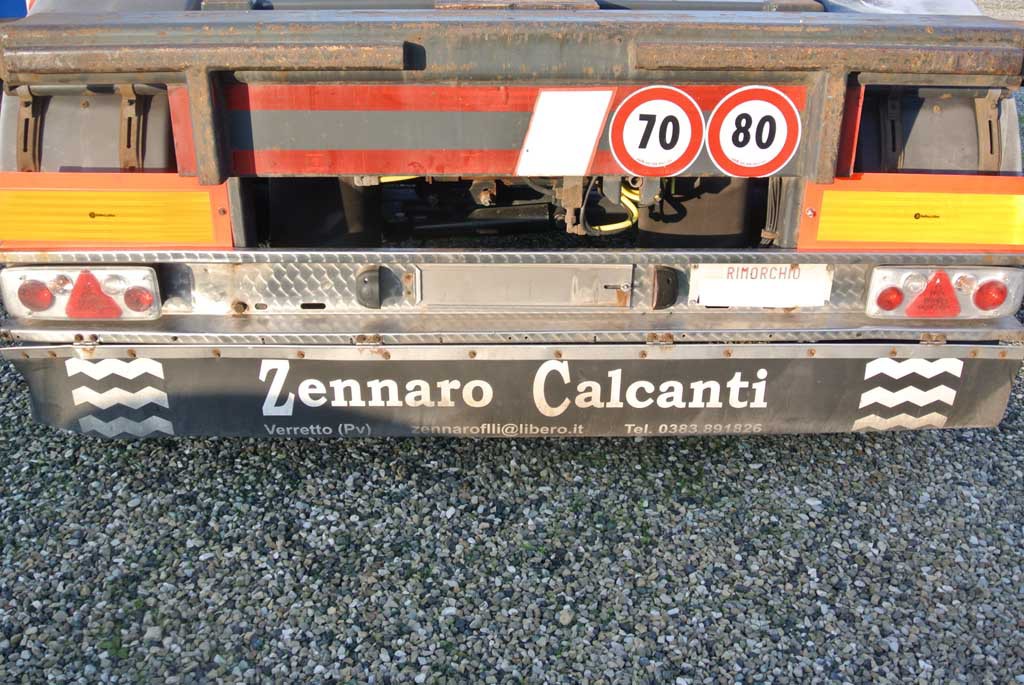 70 80
RIMORCHIO
Zennaro Calcanti
Verretto (Pv) zennaroflli@libero.it Tel. 0383.891826